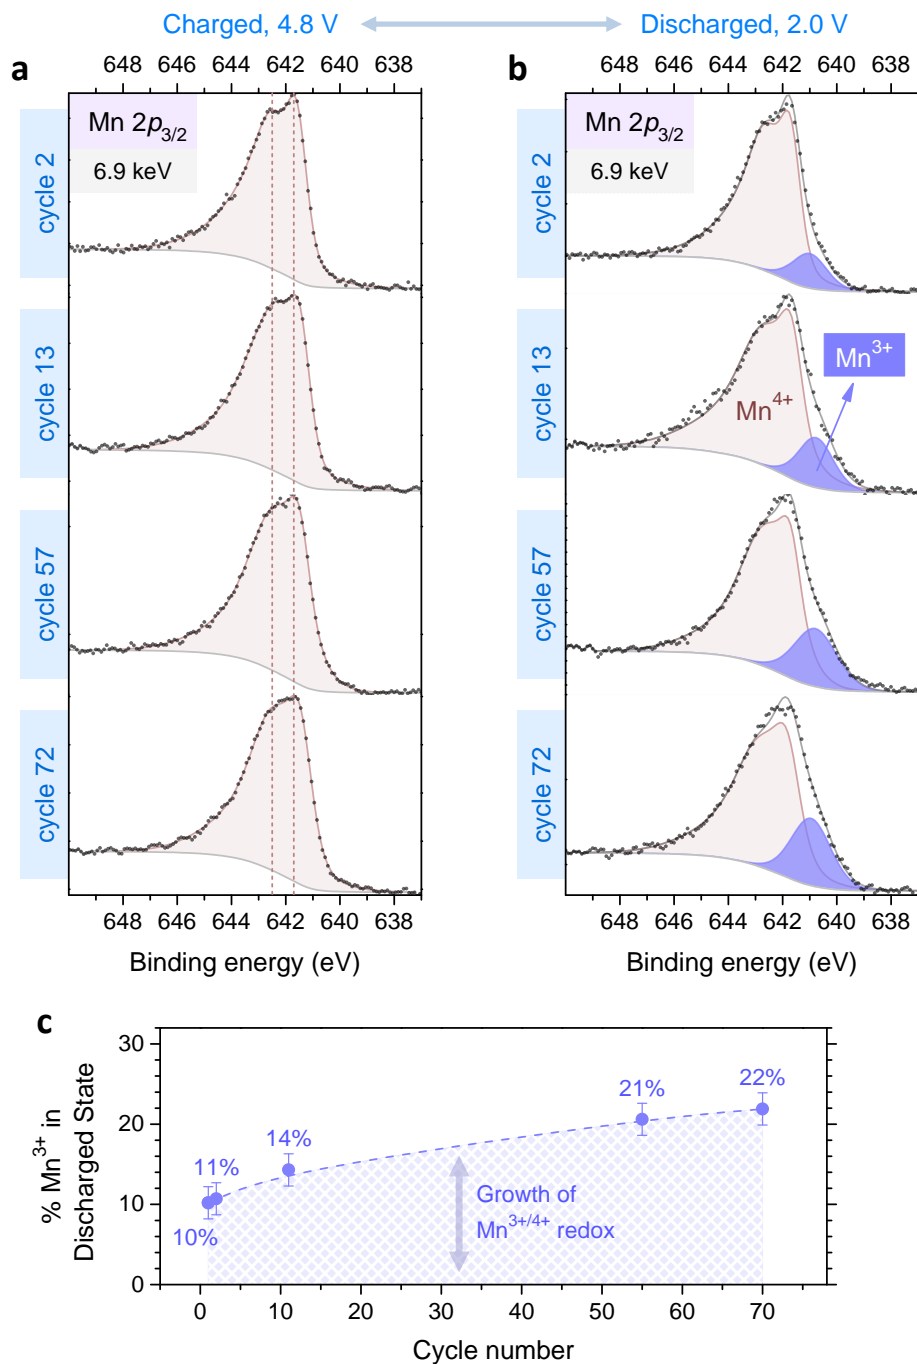 Charged, 4.8 V
Discharged, 2.0 V
a
648 646 644 642 640 638
Mn 2p3/2
6.9 keV
cycle 2
cycle 13
cycle 57
cycle 72
648 646 644 642 640 638
Binding energy (eV)
b
648 646 644 642 640 638
Mn 2p3/2
6.9 keV
cycle 2
cycle 13
Mn4+
Mn3+
cycle 57
cycle 72
648 646 644 642 640 638
Binding energy (eV)
c
% Mn3+ in
Discharged State
30
20
10
0
10%
11%
14%
21%
22%
Growth of
Mn3+/4+
redox
0 10 20 30 40 50 60 70
Cycle number